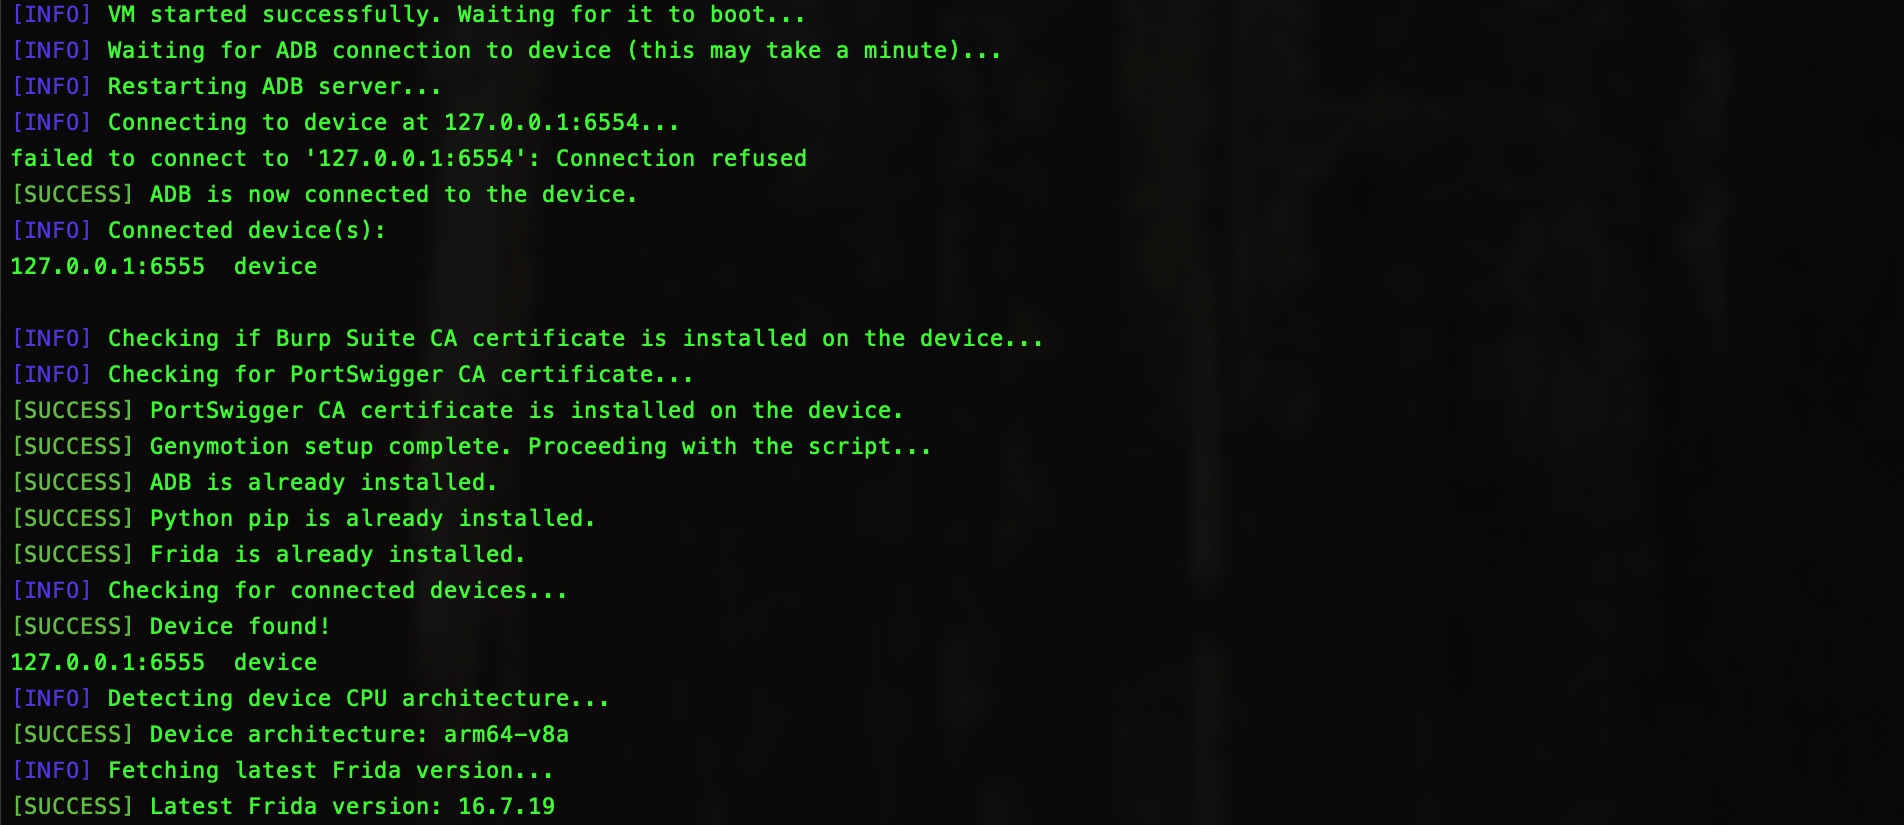 [INFO] VM started successfully. Waiting for it to boot...
[INFO] Waiting for ADB connection to device (this may take a minute)...
[INFO] Restarting ADB server...
[INFO] Connecting to device at 127.0.0.1:6554...
failed to connect to '127.0.0.1:6554': Connection refused
[SUCCESS] ADB is now connected to the device.
[INFO] Connected device(s):
127.0.0.1:6555  device
[INFO] Checking if Burp Suite CA certificate is installed on the device...
[INFO] Checking for PortSwigger CA certificate...
[SUCCESS] PortSwigger CA certificate is installed on the device.
[SUCCESS] Genymotion setup complete. Proceeding with the script...
[SUCCESS] ADB is already installed.
[SUCCESS] Python pip is already installed.
[SUCCESS] Frida is already installed.
[INFO] Checking for connected devices...
[SUCCESS] Device found!
127.0.0.1:6555  device
[INFO] Detecting device CPU architecture...
[SUCCESS] Device architecture: arm64-v8a
[INFO] Fetching latest Frida version...
[SUCCESS] Latest Frida version: 16.7.19